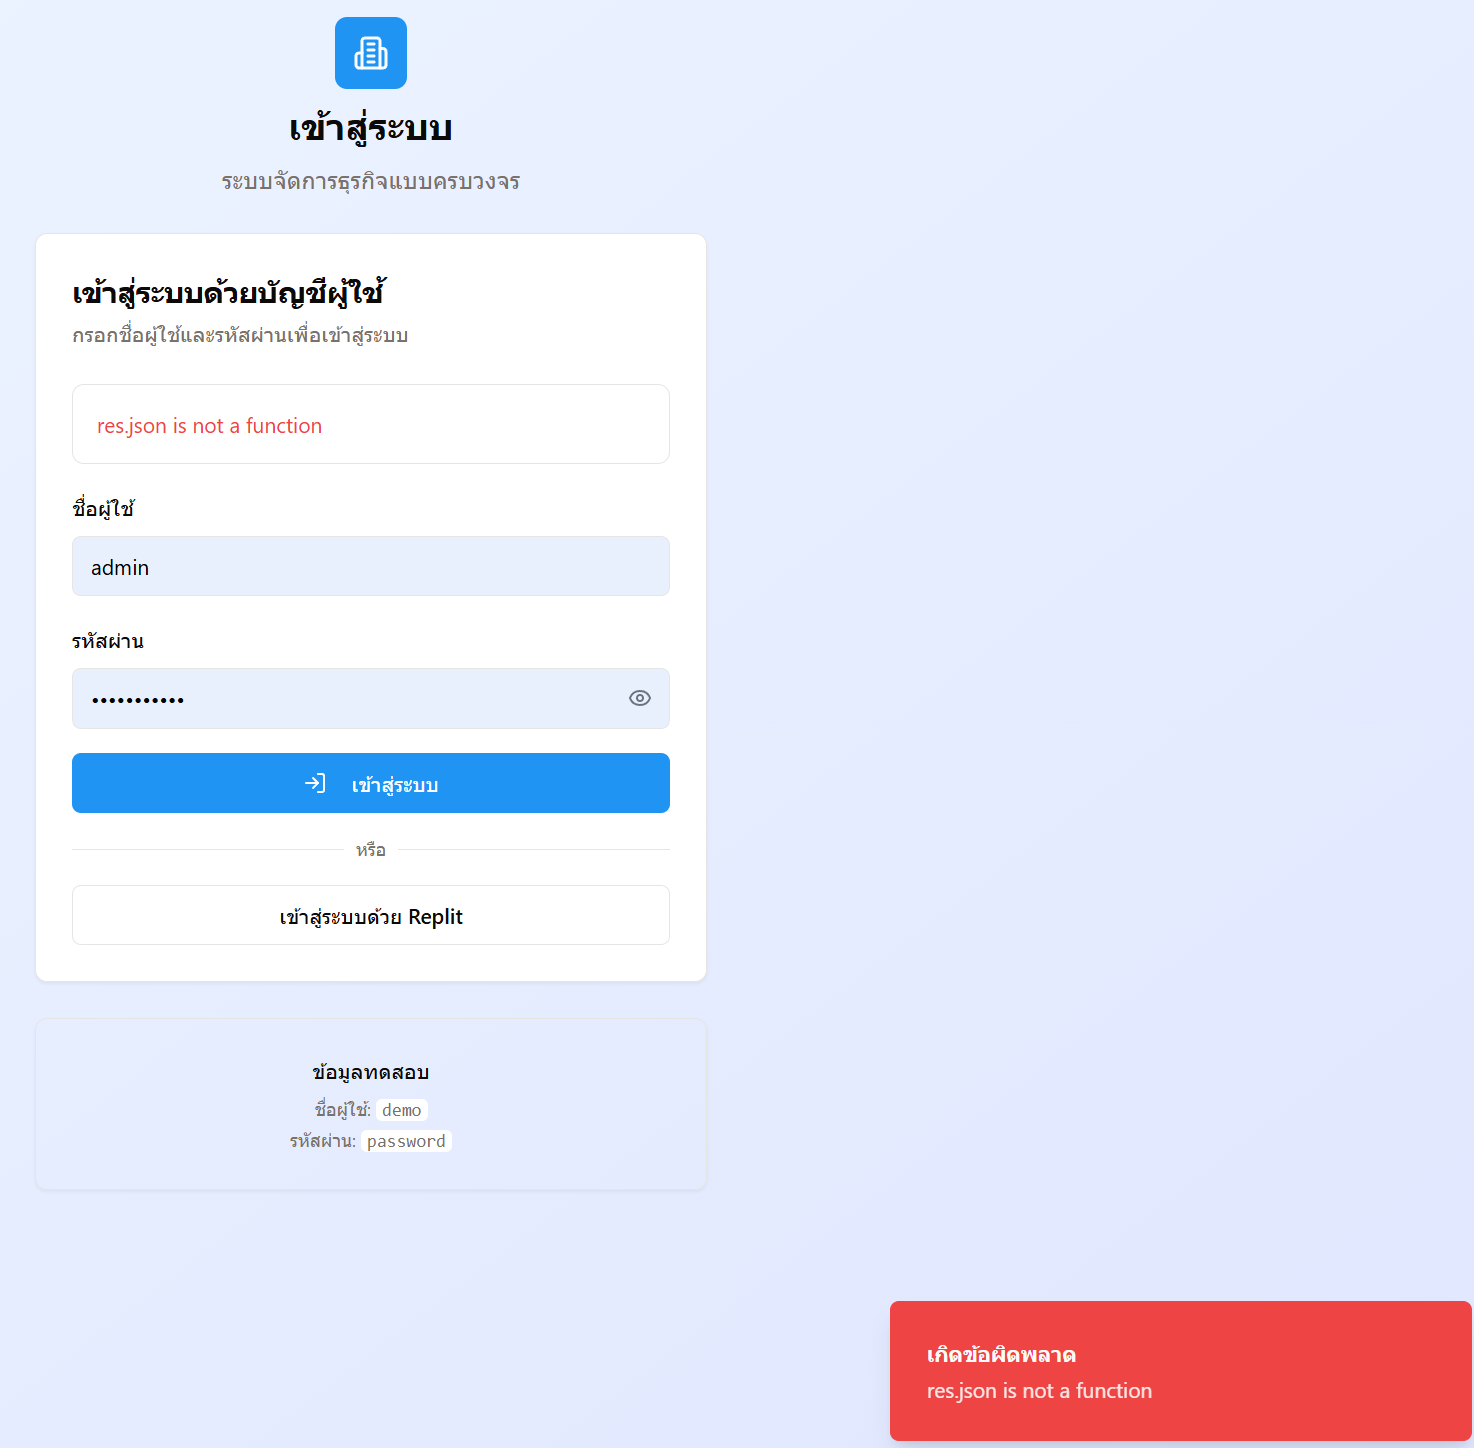 เข้าสู่ระบบ
ระบบจัดการธุรกิจแบบครบวงจร
เข้าสู่ระบบด้วยบัญชีผู้ใช้
กรอกชื่อผู้ใช้และรหัสผ่านเพื่อเข้าสู่ระบบ
res.json is not a function
ชื่อผู้ใช้
admin
รหัสผ่าน
•••••••••••
เข้าสู่ระบบ
หรือ
เข้าสู่ระบบด้วย Replit
ข้อมูลทดสอบ
ชื่อผู้ใช้: demo
รหัสผ่าน: password
เกิดข้อผิดพลาด
res.json is not a function